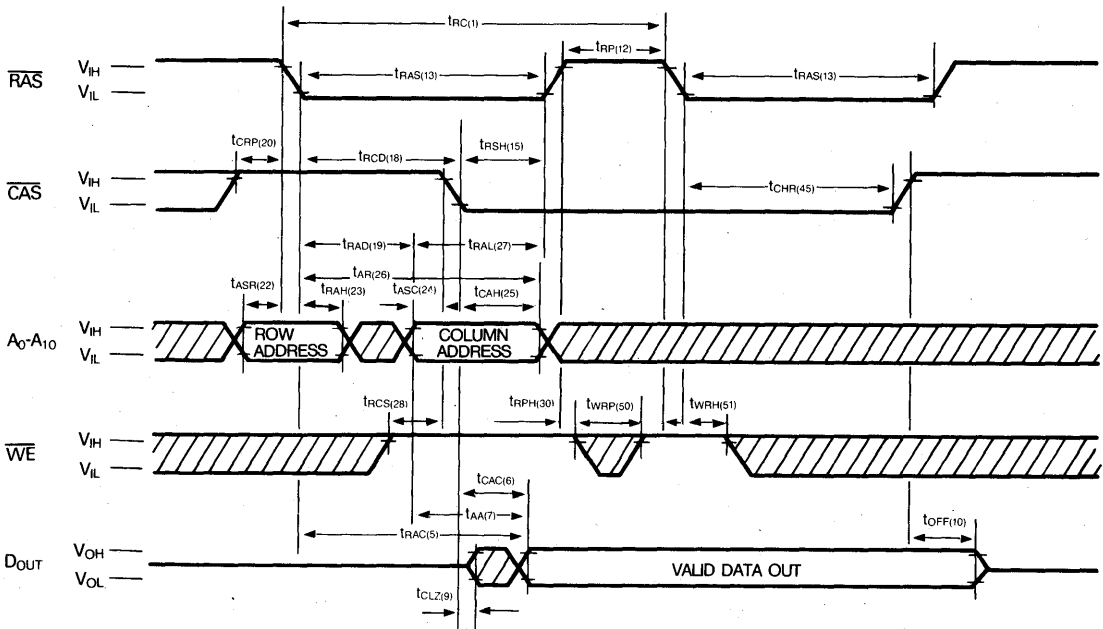 tRC(1)
tRP(12)
RAS
VIH
VIL
tRAS(13)
tRAS(13)
tCRP(20)
tRCD(18)
tRSH(15)
CAS
VIH
VIL
tCHR(45)
tRAD(19)
tRAL(27)
tAR(26)
tASR(22)
tRAH(23)
tASC(24)
tCAH(25)
A0-A10
VIH
VIL
ROW
ADDRESS
COLUMN
ADDRESS
tRCS(28)
tRPH(30)
tWRP(50)
tWRH(51)
WE
VIH
VIL
tCAC(6)
tAA(7)
tRAC(5)
tOFF(10)
DOUT
VOH
VOL
VALID DATA OUT
tCLZ(9)